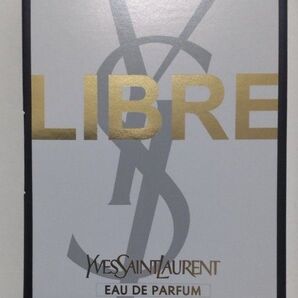 YSL
LIBRE
YVESSAINTLAURENT
EAU DE PARFUM